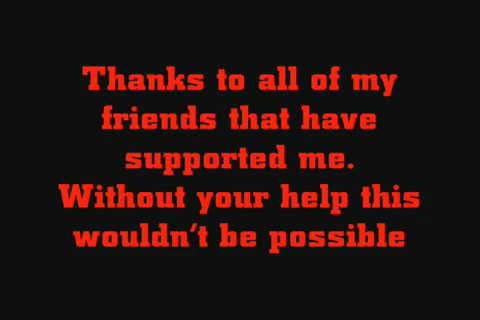 Thanks to all of my
friends that have
supported me.
Without your help this
wouldn't be possible